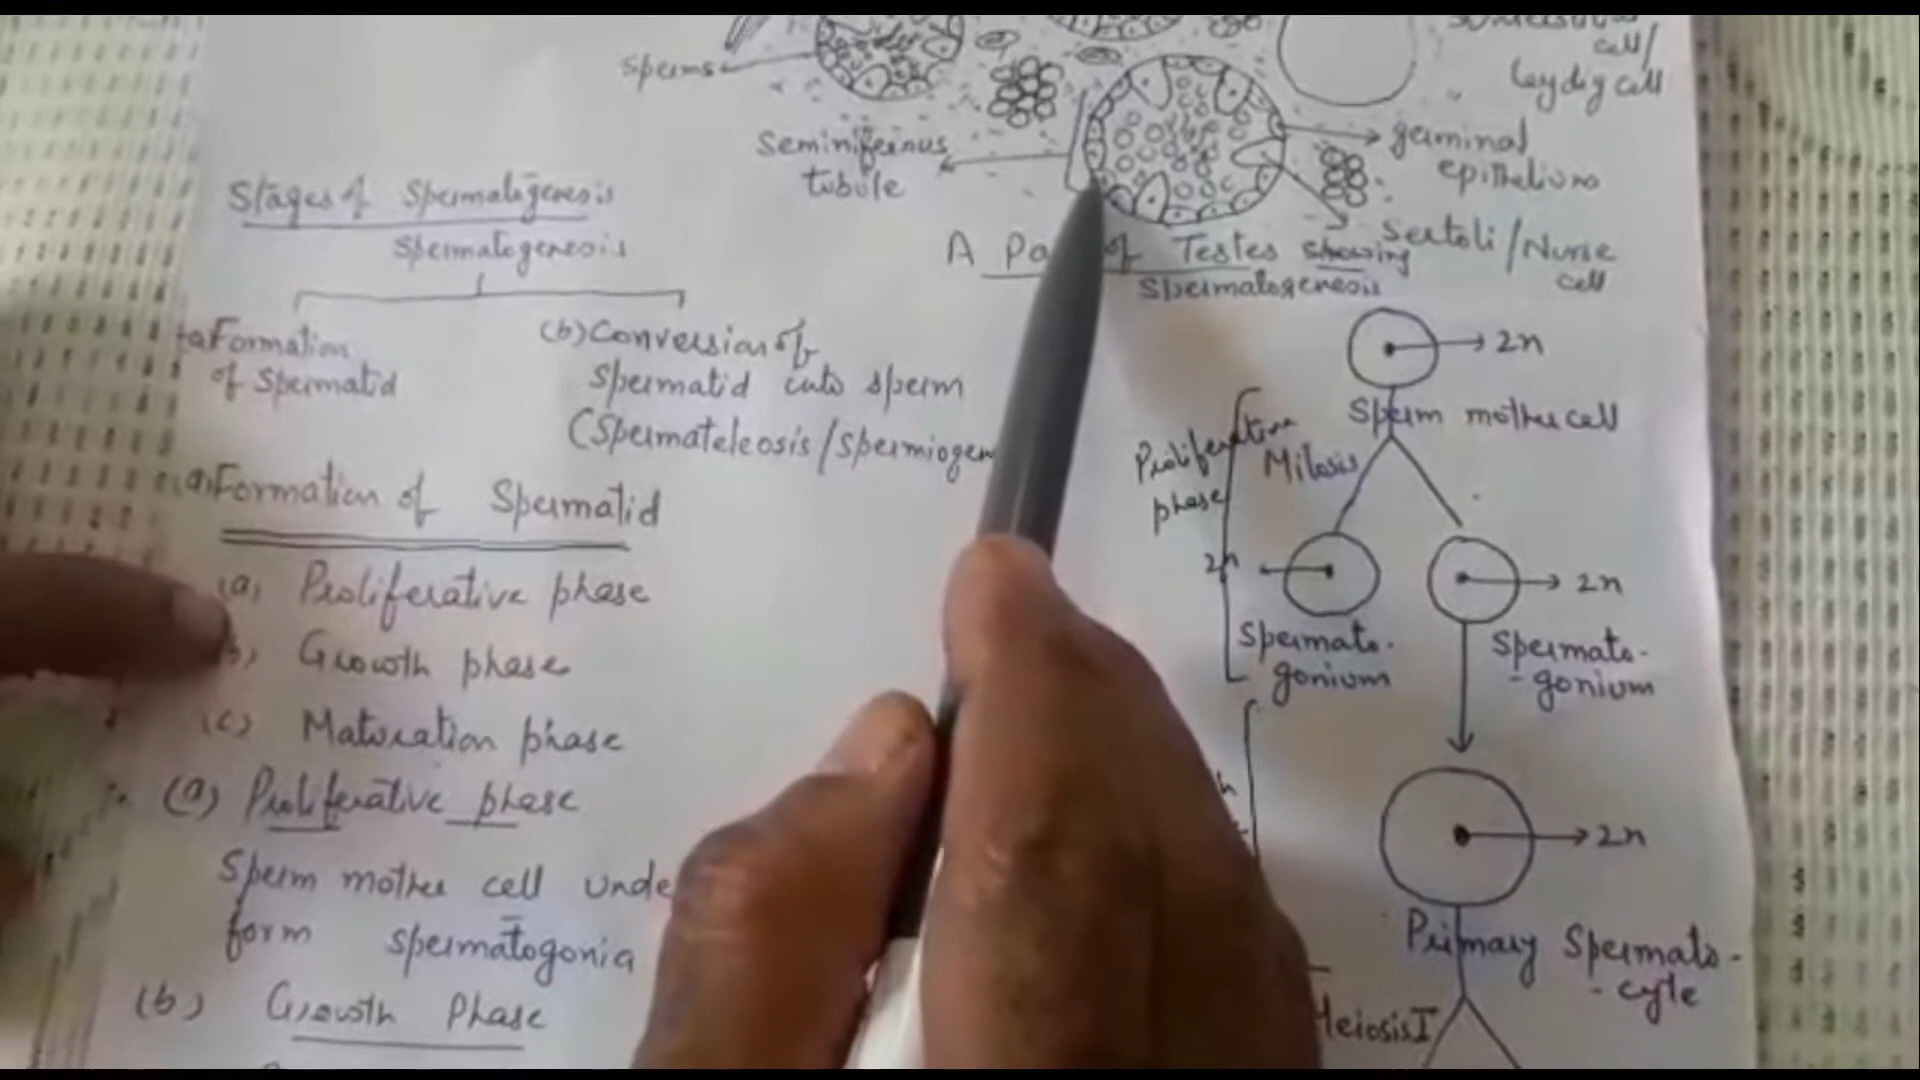 sperms
cell/
Leydig cell
Seminiferous
tubule
germinal
epithelium
Sertoli/Nurse
cell
A Pa of Testes showing
Spermatogenesis
Stages of Spermatogenesis
Spermatogenesis
(a) Formation
of Spermatid
(b) Conversion of
Spermatid into sperm
(Spermateleosis/Spermiogen
(a) Formation of Spermatid
(a) Proliferative phase
(b) Growth phase
(c) Maturation phase
(a) Proliferative phase
Sperm mother cell unde
form spermatogonia
(b) Growth Phase
2n
Sperm mother cell
Proliferative
phase
Mitosis
2n
2n
Spermato-
gonium
Spermato-
-gonium
2n
Primary Spermato-
-cyte
Meiosis I